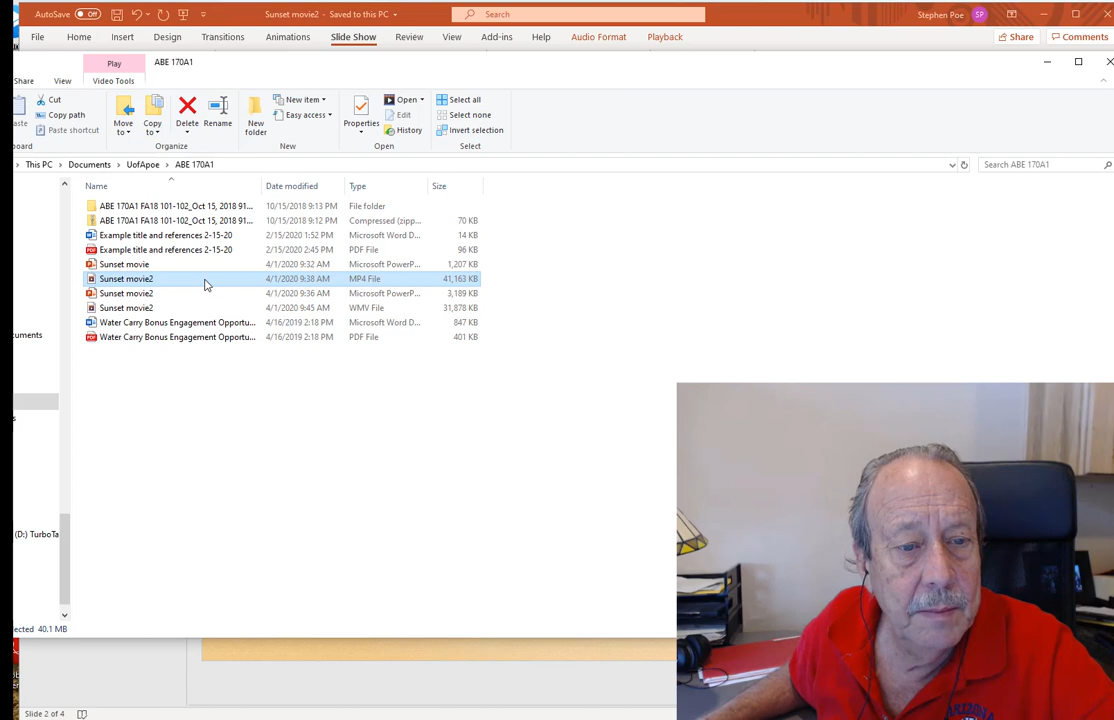 AutoSave Off Sunset movie2 - Saved to this PC Search Stephen Poe SP
File Home Insert Design Transitions Animations Slide Show Review View Add-ins Help Audio Format Playback Share Comments
Play ABE 170A1
Share View Video Tools
Cut
Copy path
Paste shortcut
Move to
Copy to
Delete
Rename
Organize
New folder
New item
Easy access
New
Properties
Open
Edit
History
Open
Select all
Select none
Invert selection
Select
This PC > Documents > UofApoe > ABE 170A1 Search ABE 170A1
Name Date modified Type Size
ABE 170A1 FA18 101-102_Oct 15, 2018 91... 10/15/2018 9:13 PM File folder
ABE 170A1 FA18 101-102_Oct 15, 2018 91... 10/15/2018 9:12 PM Compressed (zipp... 70 KB
Example title and references 2-15-20 2/15/2020 1:52 PM Microsoft Word D... 14 KB
Example title and references 2-15-20 2/15/2020 2:45 PM PDF File 96 KB
Sunset movie 4/1/2020 9:32 AM Microsoft PowerP... 1,207 KB
Sunset movie2 4/1/2020 9:38 AM MP4 File 41,163 KB
Sunset movie2 4/1/2020 9:36 AM Microsoft PowerP... 3,189 KB
Sunset movie2 4/1/2020 9:45 AM WMV File 31,878 KB
Water Carry Bonus Engagement Opportu... 4/16/2019 2:18 PM Microsoft Word D... 847 KB
Water Carry Bonus Engagement Opportu... 4/16/2019 2:18 PM PDF File 401 KB
cuments
(D:) TurboTa
lected 40.1 MB
Slide 2 of 4
ARIZONA